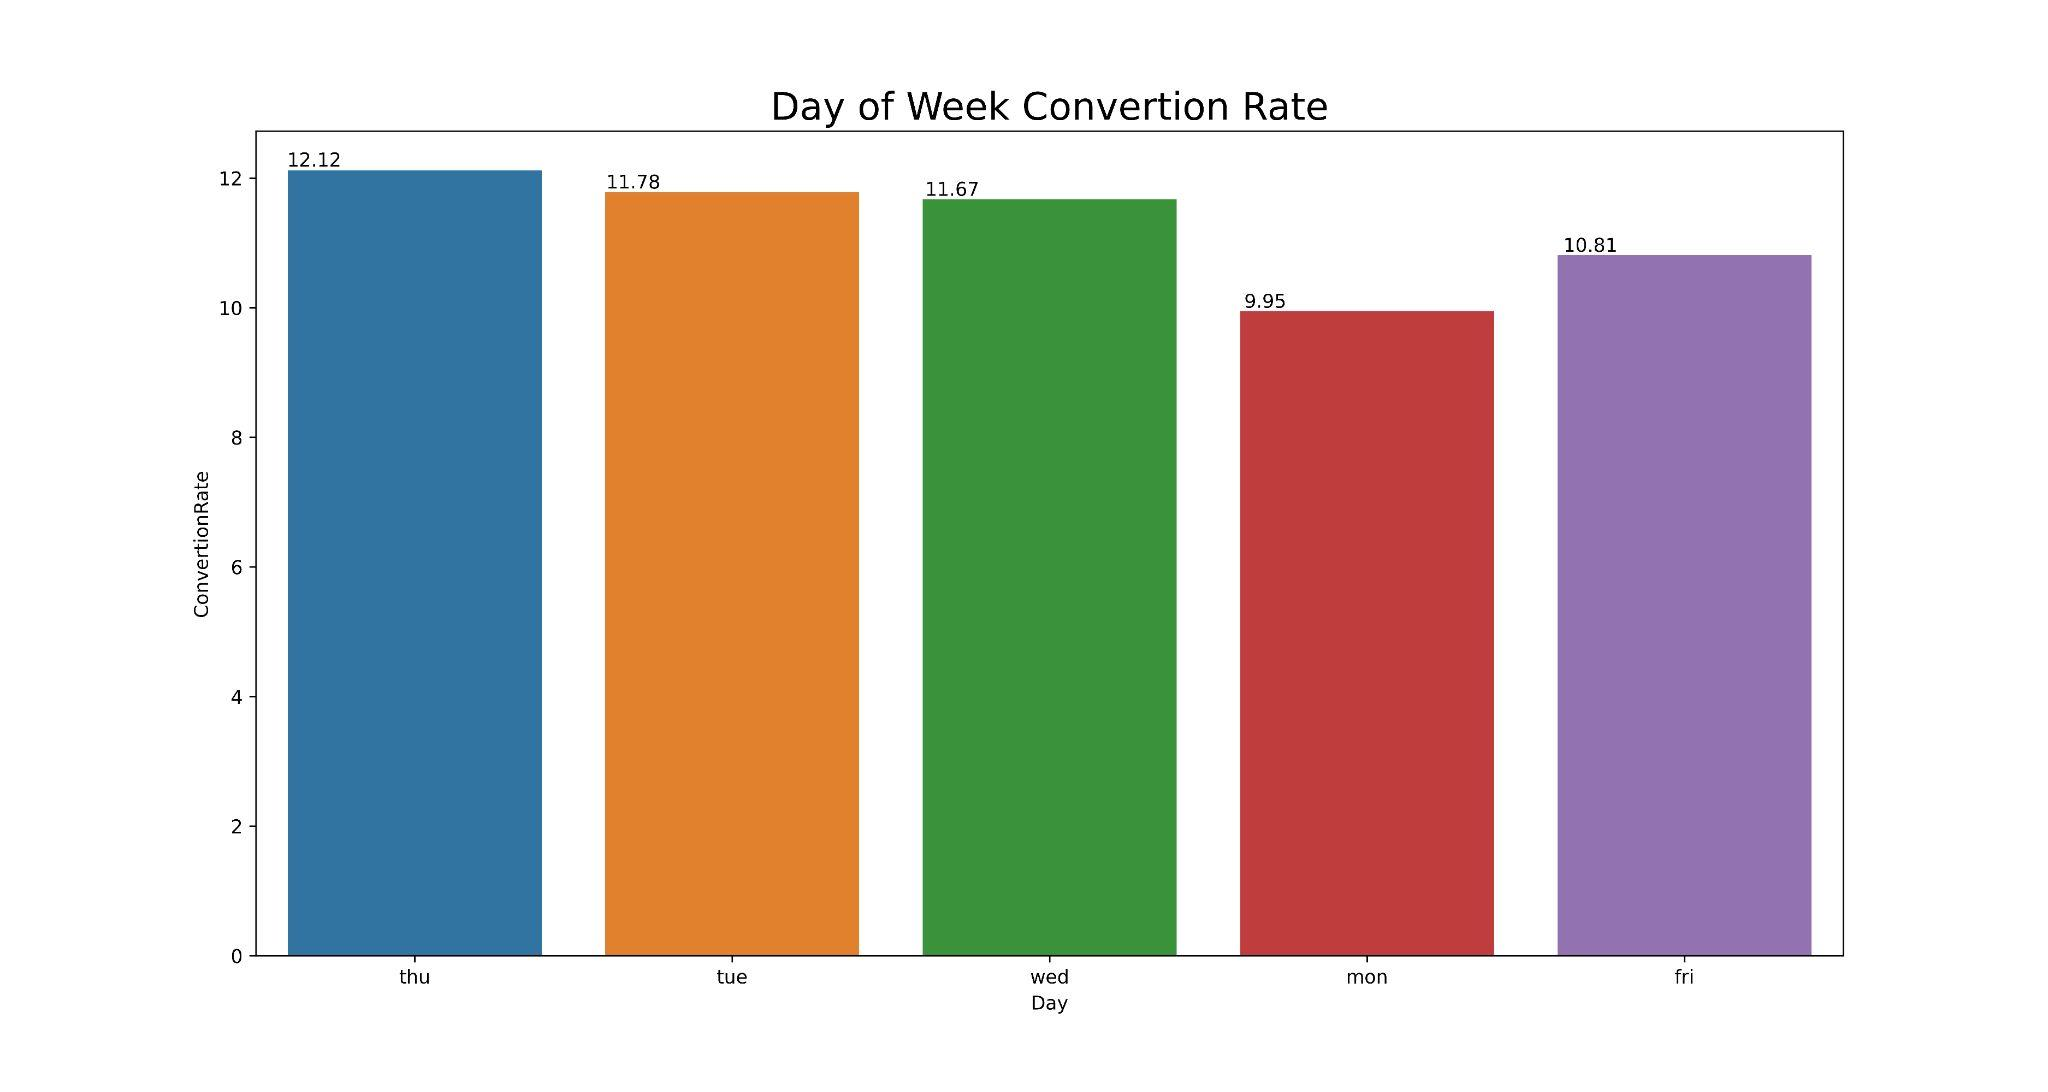 Day of Week Convertion Rate
12.12
11.78
11.67
9.95
10.81
12
10
8
6
4
2
0
ConvertionRate
thu
tue
wed
mon
fri
Day